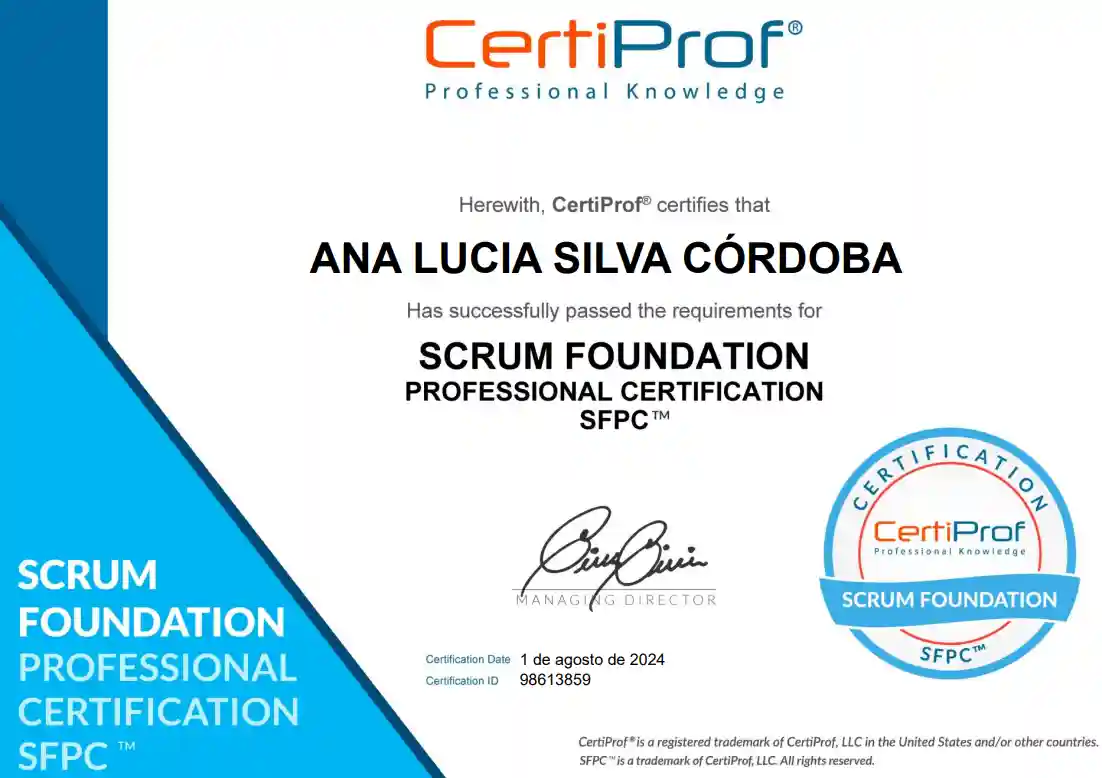 CertiProf®
Professional Knowledge
Herewith, CertiProf® certifies that
ANA LUCIA SILVA CÓRDOBA
Has successfully passed the requirements for
SCRUM FOUNDATION
PROFESSIONAL CERTIFICATION
SFPC™
MANAGING DIRECTOR
Certification Date 1 de agosto de 2024
Certification ID 98613859
CERTIFICATION
CertiProf
Professional Knowledge
SCRUM FOUNDATION
SFPC™
SCRUM
FOUNDATION
PROFESSIONAL
CERTIFICATION
SFPC ™
CertiProf® is a registered trademark of CertiProf, LLC in the United States and/or other countries.
SFPC™ is a trademark of CertiProf, LLC. All rights reserved.